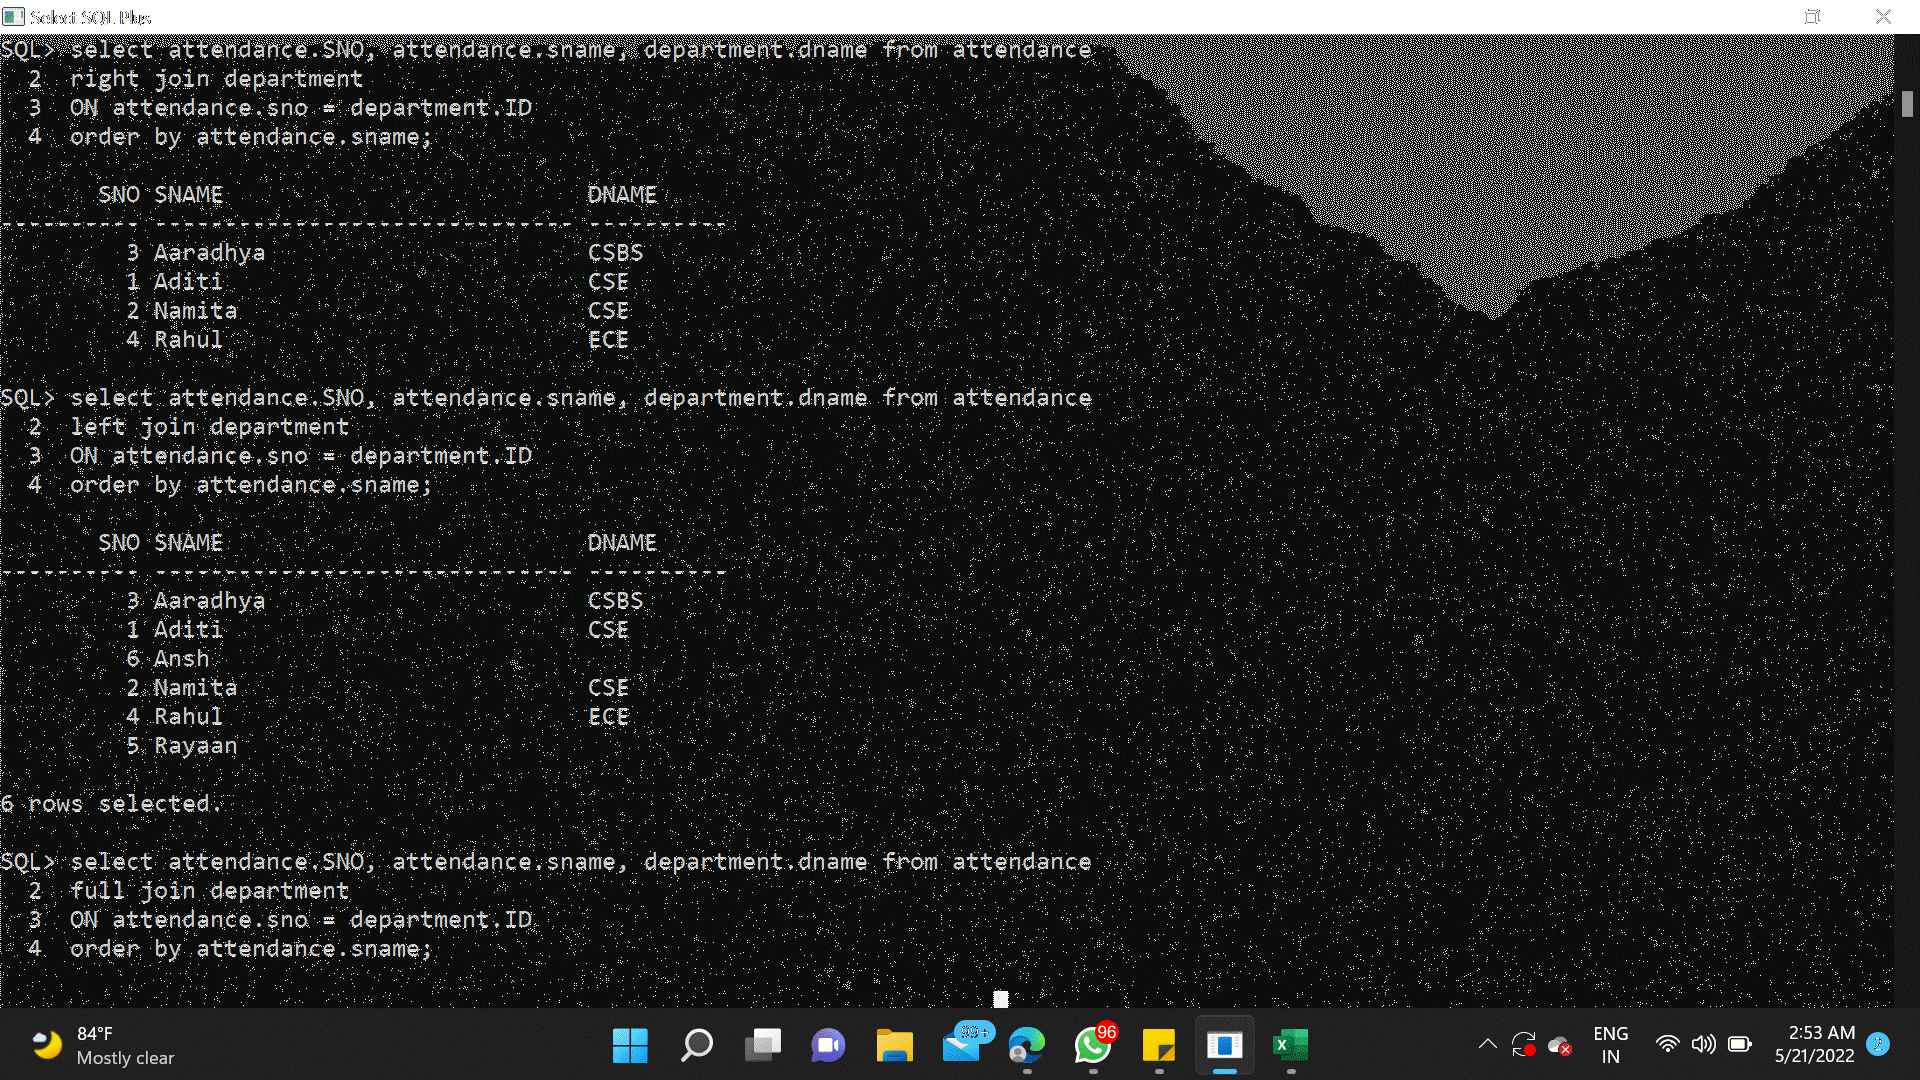 Select SQL Plus
SQL> select attendance.SNO, attendance.sname, department.dname from attendance
  2  right join department
  3  ON attendance.sno = department.ID
  4  order by attendance.sname;

       SNO SNAME                          DNAME
---------- ------------------------------ ----------
         3 Aaradhya                       CSBS
         1 Aditi                          CSE
         2 Namita                         CSE
         4 Rahul                          ECE

SQL> select attendance.SNO, attendance.sname, department.dname from attendance
  2  left join department
  3  ON attendance.sno = department.ID
  4  order by attendance.sname;

       SNO SNAME                          DNAME
---------- ------------------------------ ----------
         3 Aaradhya                       CSBS
         1 Aditi                          CSE
         6 Ansh
         2 Namita                         CSE
         4 Rahul                          ECE
         5 Rayaan

6 rows selected.

SQL> select attendance.SNO, attendance.sname, department.dname from attendance
  2  full join department
  3  ON attendance.sno = department.ID
  4  order by attendance.sname;
84°F
Mostly clear
99+
96
ENG
IN
2:53 AM
5/21/2022
2